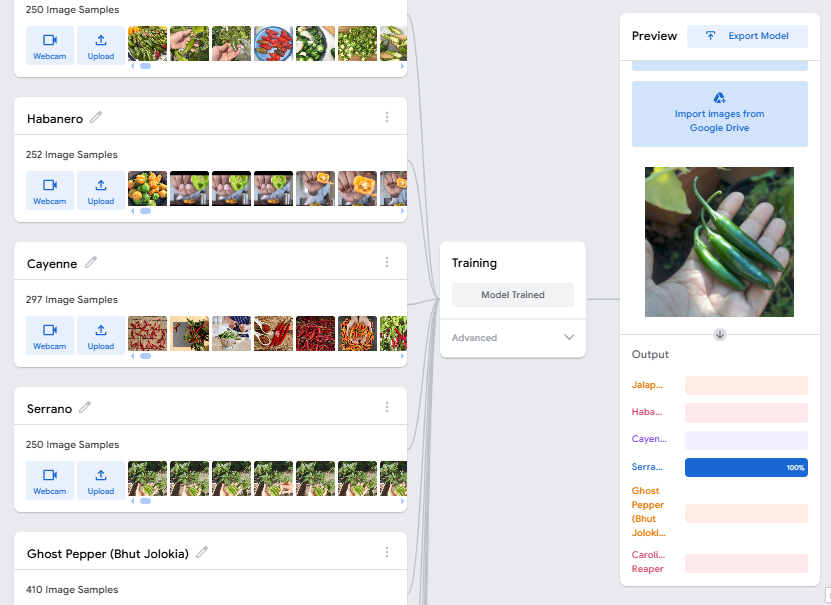 250 Image Samples
Webcam
Upload
Habanero
252 Image Samples
Webcam
Upload
Cayenne
297 Image Samples
Webcam
Upload
Serrano
250 Image Samples
Webcam
Upload
Ghost Pepper (Bhut Jolokia)
410 Image Samples
Training
Model Trained
Advanced
Preview
Export Model
Import images from
Google Drive
Output
Jalap...
Haba...
Cayen...
Serra...
100%
Ghost
Pepper
(Bhut
Joloki...
Caroli...
Reaper